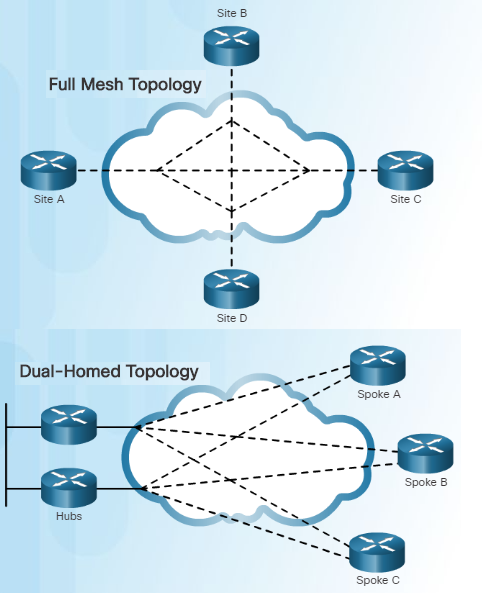 Site B
Full Mesh Topology
Site A
Site C
Site D
Dual-Homed Topology
Spoke A
Spoke B
Hubs
Spoke C